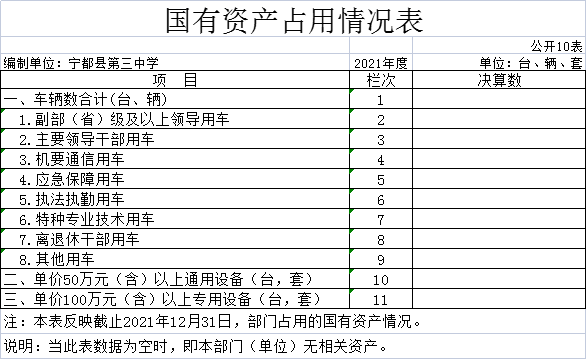 国有资产占用情况表
公开10表
编制单位：宁都县第三中学 2021年度 单位：台、辆、套
项 目 栏次 决算数
一、车辆数合计(台、辆) 1
1.副部（省）级及以上领导用车 2
2.主要领导干部用车 3
3.机要通信用车 4
4.应急保障用车 5
5.执法执勤用车 6
6.特种专业技术用车 7
7.离退休干部用车 8
8.其他用车 9
二、单价50万元（含）以上通用设备（台，套） 10
三、单价100万元（含）以上专用设备（台，套） 11
注：本表反映截止2021年12月31日，部门占用的国有资产情况。
说明：当此表数据为空时，即本部门（单位）无相关资产。